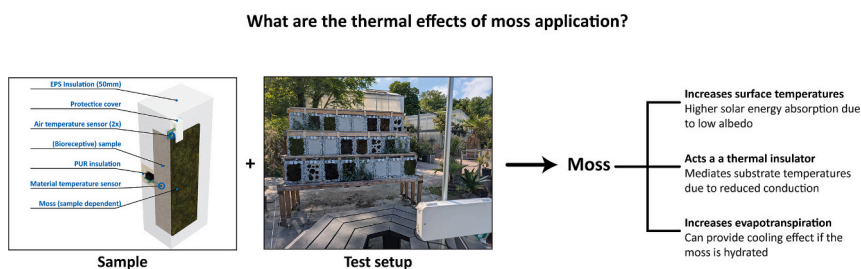 What are the thermal effects of moss application?
EPS Insulation (50mm)
Protectice cover
Air temperature sensor (2x)
(Bioreceptive) sample
PUR insulation
Material temperature sensor
Moss (sample dependent)
Sample
+
Test setup
Moss
Increases surface temperatures
Higher solar energy absorption due
to low albedo
Acts a a thermal insulator
Mediates substrate temperatures
due to reduced conduction
Increases evapotranspiration
Can provide cooling effect if the
moss is hydrated